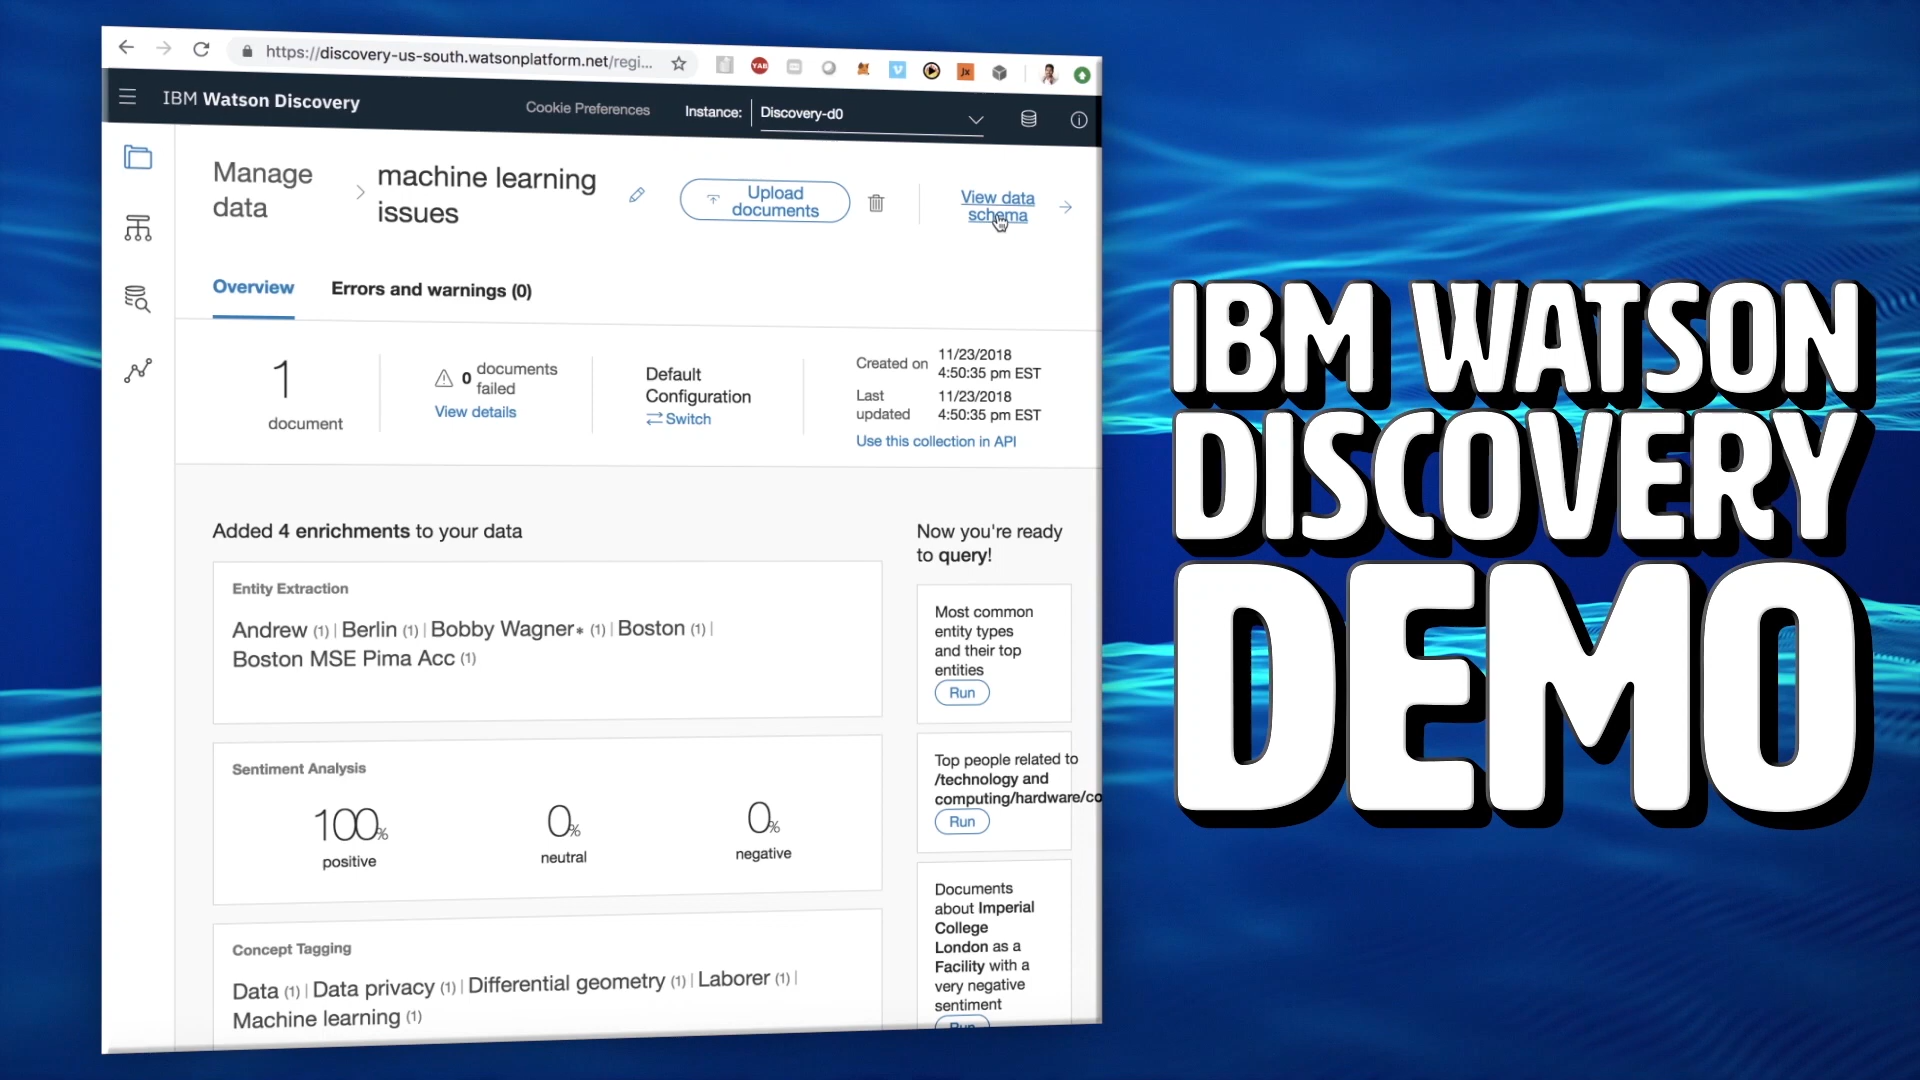 https://discovery-us-south.watsonplatform.net/regi...
YAB
V
Jx
IBM Watson Discovery
Cookie Preferences
Instance:
Discovery-d0
Manage
data
machine learning
issues
Upload
documents
View data
schema
Overview
Errors and warnings (0)
1
document
0 documents
failed
View details
Default
Configuration
Switch
Created on 11/23/2018
4:50:35 pm EST
Last
updated
11/23/2018
4:50:35 pm EST
Use this collection in API
Added 4 enrichments to your data
Entity Extraction
Andrew (1) | Berlin (1) | Bobby Wagner* (1) | Boston (1) |
Boston MSE Pima Acc (1)
Sentiment Analysis
100%
positive
0%
neutral
0%
negative
Concept Tagging
Data (1) | Data privacy (1) | Differential geometry (1) | Laborer (1) |
Machine learning (1)
Now you're ready
to query!
Most common
entity types
and their top
entities
Run
Top people related to
/technology and
computing/hardware/co
Run
Documents
about Imperial
College
London as a
Facility with a
very negative
sentiment
Run
IBM WATSON
DISCOVERY
DEMO